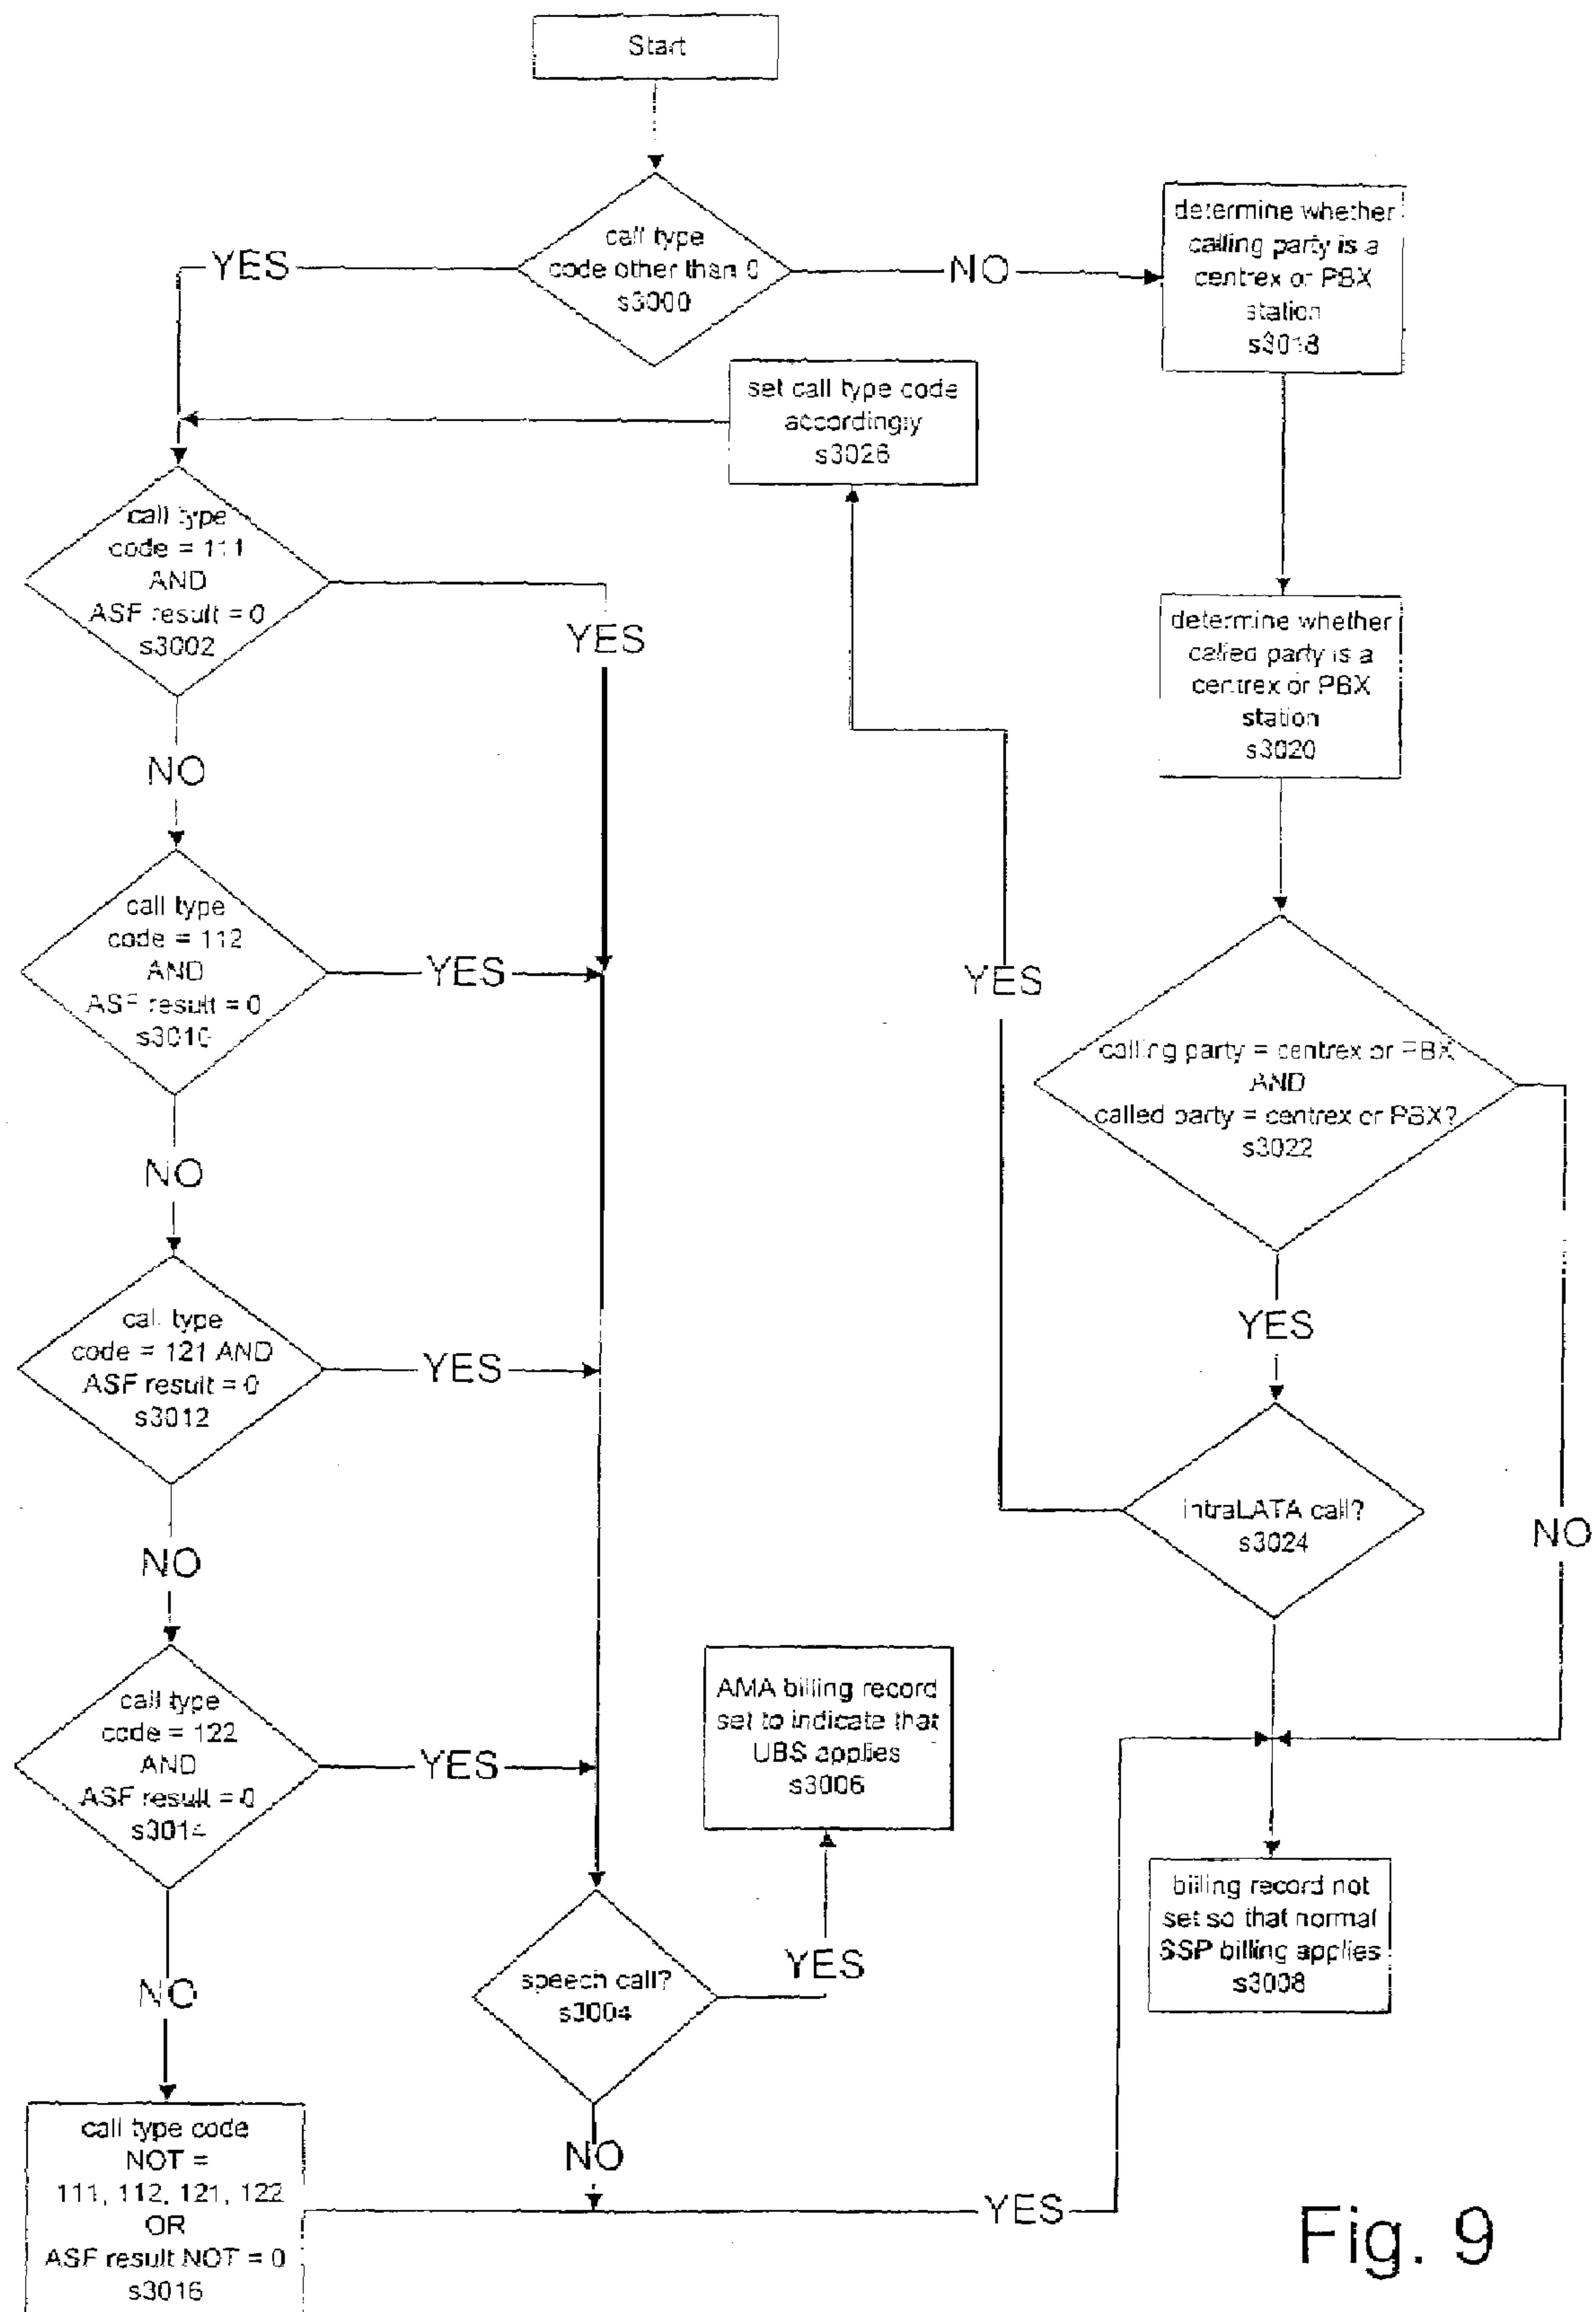 Start
call type
code other than 0
s3000
YES
NO
determine whether
calling party is a
centrex or PBX
station
s3018
set call type code
accordingly
s3026
call type
code = 111
AND
ASF result = 0
s3002
YES
NO
determine whether
called party is a
centrex or PBX
station
s3020
call type
code = 112
AND
ASF result = 0
s3010
YES
YES
NO
calling party = centrex or PBX
AND
called party = centrex or PBX?
s3022
call type
code = 121 AND
ASF result = 0
s3012
YES
YES
NO
intraLATA call?
s3024
NO
call type
code = 122
AND
ASF result = 0
s3014
YES
AMA billing record
set to indicate that
UBS applies
s3006
NO
speech call?
s3004
YES
billing record not
set so that normal
SSP billing applies
s3008
NO
call type code
NOT =
111, 112, 121, 122
OR
ASF result NOT = 0
s3016
YES
Fig. 9